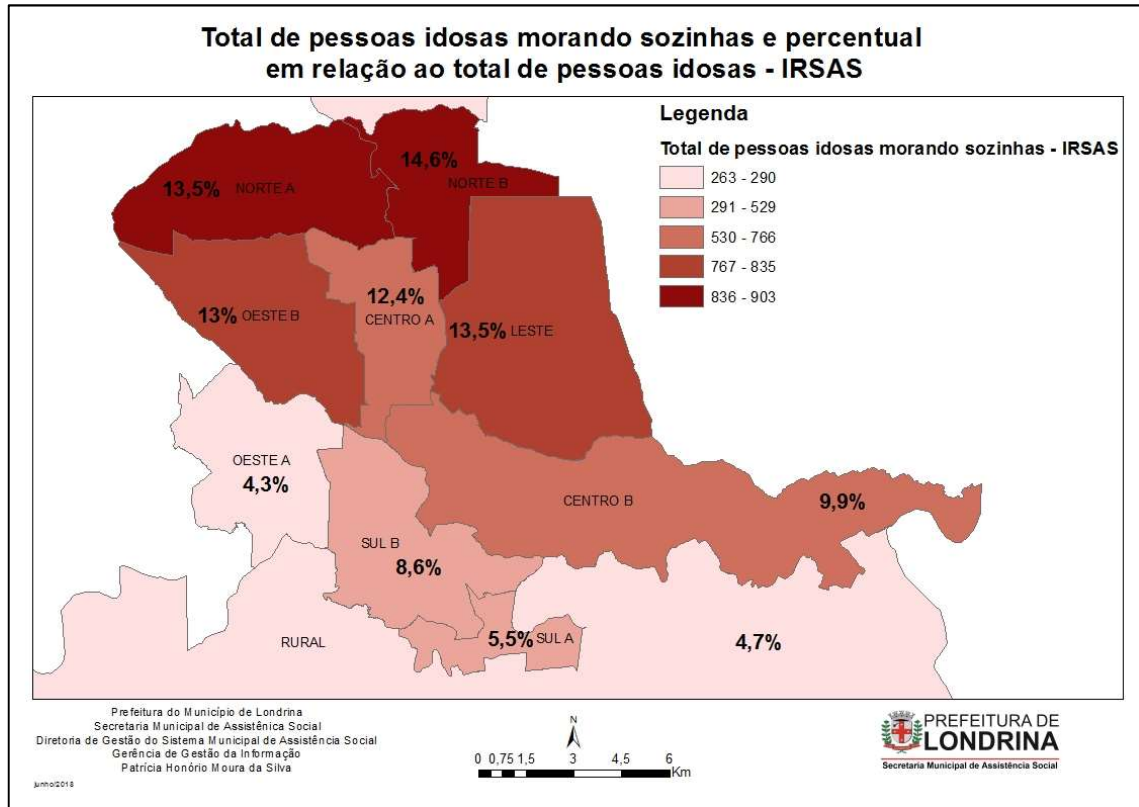 Total de pessoas idosas morando sozinhas e percentual
em relação ao total de pessoas idosas - IRSAS
Legenda
Total de pessoas idosas morando sozinhas - IRSAS
263 - 290
291 - 529
530 - 766
767 - 835
836 - 903
14,6%
NORTE B
13,5% NORTE A
12,4%
CENTRO A
13% OESTE B
13,5% LESTE
OESTE A
4,3%
CENTRO B
9,9%
SUL B
8,6%
RURAL
5,5% SUL A
4,7%
Prefeitura do Município de Londrina
Secretaria Municipal de Assistência Social
Diretoria de Gestão do Sistema Municipal de Assistência Social
Gerência de Gestão da Informação
Patrícia Honório Moura da Silva
junho/2018
N
0 0,75 1,5 3 4,5 6
Km
PREFEITURA DE
LONDRINA
Secretaria Municipal de Assistência Social